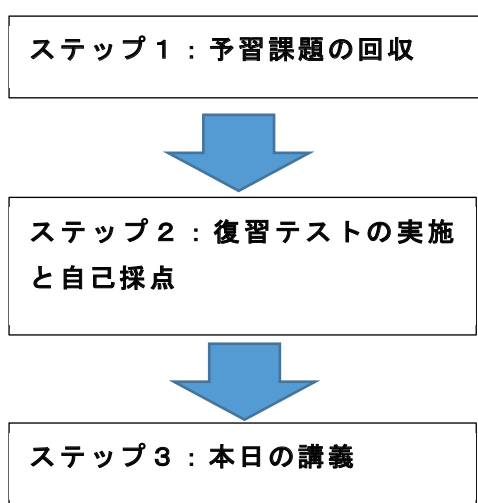 ステップ１：予習課題の回収
ステップ２：復習テストの実施
と自己採点
ステップ３：本日の講義